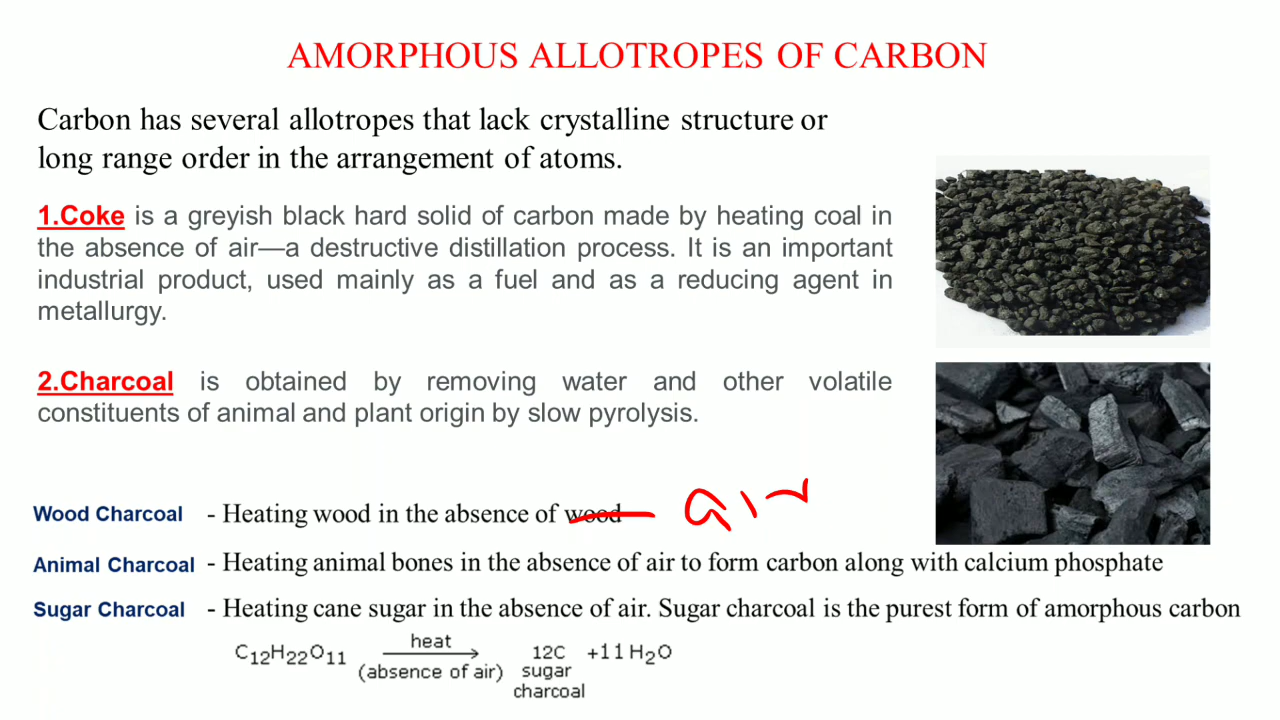 AMORPHOUS ALLOTROPES OF CARBON
Carbon has several allotropes that lack crystalline structure or
long range order in the arrangement of atoms.
1.Coke is a greyish black hard solid of carbon made by heating coal in
the absence of air—a destructive distillation process. It is an important
industrial product, used mainly as a fuel and as a reducing agent in
metallurgy.
2.Charcoal is obtained by removing water and other volatile
constituents of animal and plant origin by slow pyrolysis.
Wood Charcoal - Heating wood in the absence of wood air
Animal Charcoal - Heating animal bones in the absence of air to form carbon along with calcium phosphate
Sugar Charcoal - Heating cane sugar in the absence of air. Sugar charcoal is the purest form of amorphous carbon
heat
C₁₂H₂₂O₁₁ ⟶ 12C +11H₂O
(absence of air) sugar
charcoal